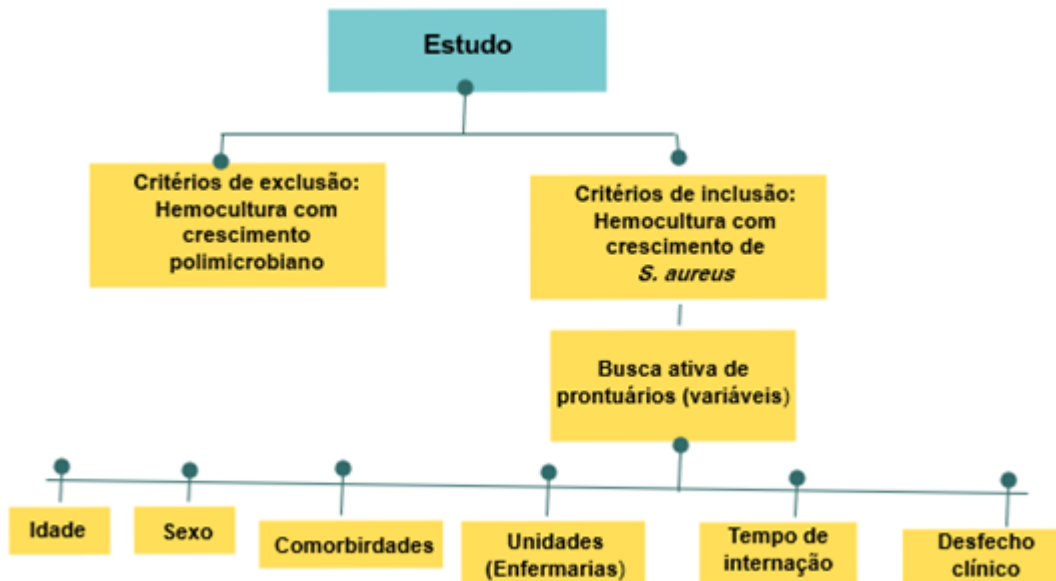 Estudo
Critérios de exclusão:
Hemocultura com
crescimento
polimicrobiano
Critérios de inclusão:
Hemocultura com
crescimento de
S. aureus
Busca ativa de
prontuários (variáveis)
Idade
Sexo
Comorbirdades
Unidades
(Enfermarias)
Tempo de
internação
Desfecho
clínico